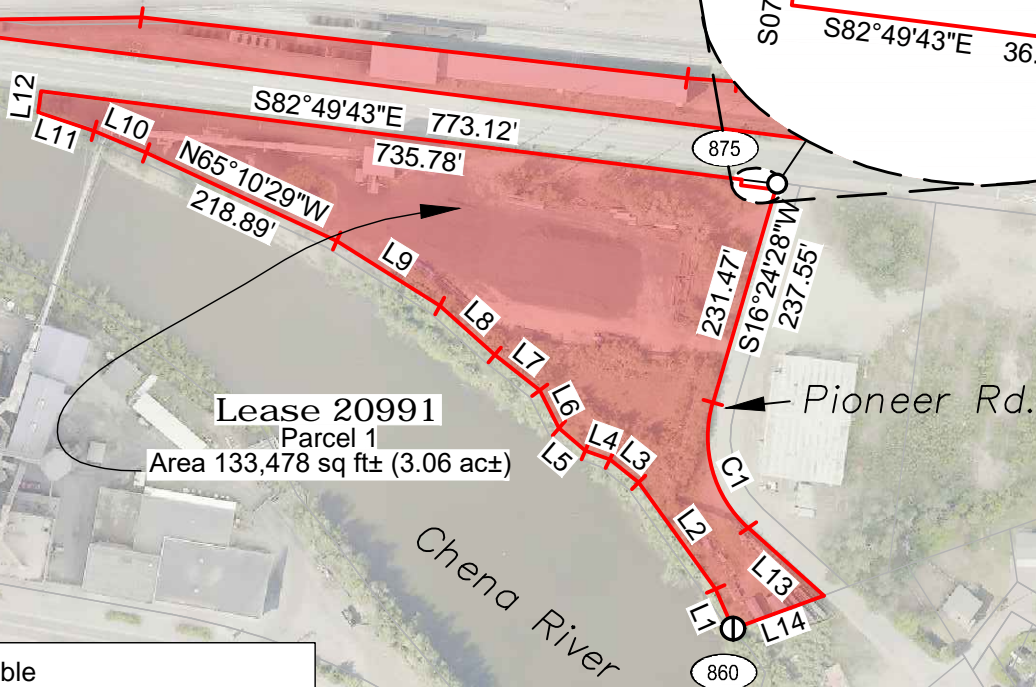 S07
S82°49'43"E 36.
L12
L11
L10
S82°49'43"E 773.12'
735.78'
875
N65°10'29"W
218.89'
L9
L8
L7
L6
L5
L4
L3
L2
L1
231.47'
S16°24'28"W
237.55'
Pioneer Rd.
C1
L13
L14
860
Lease 20991
Parcel 1
Area 133,478 sq ft± (3.06 ac±)
Chena River
ble